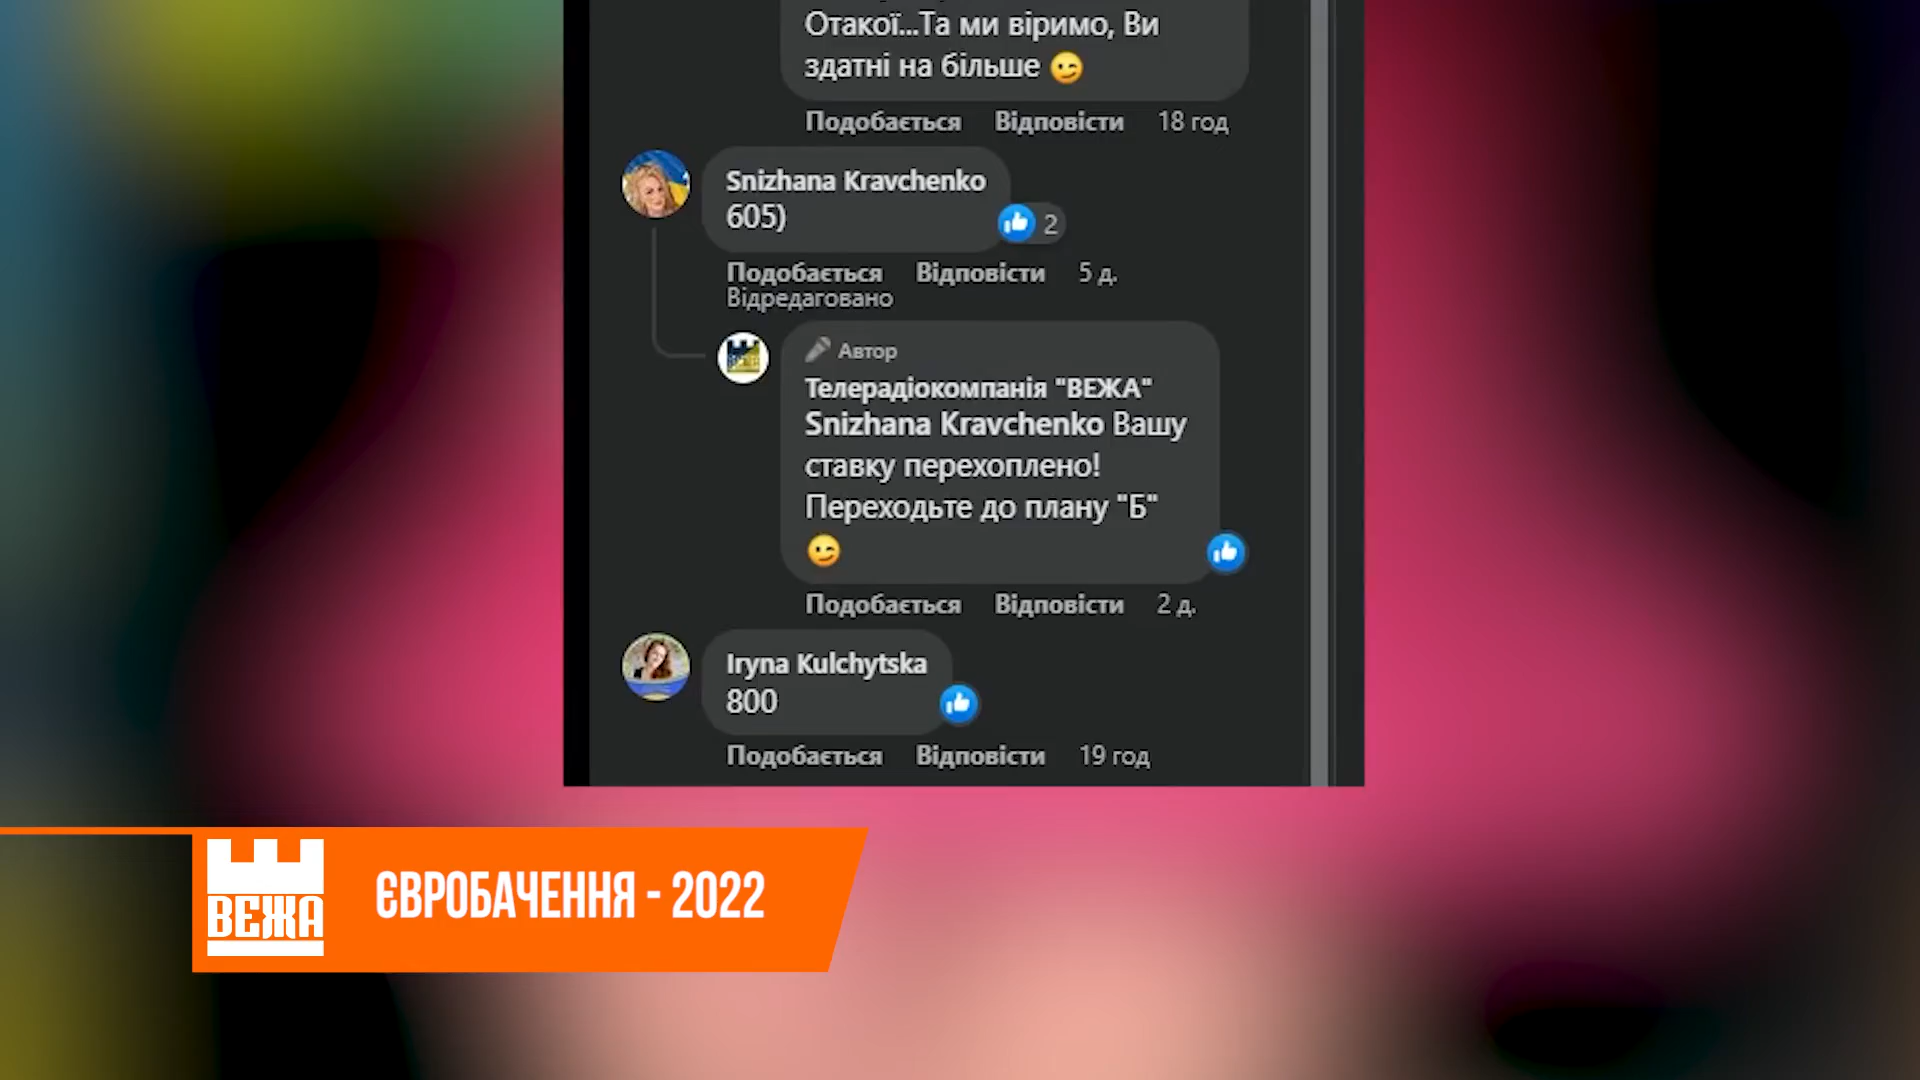 Отакої...Та ми віримо, Ви
здатні на більше
Подобається Відповісти 18 год
Snizhana Kravchenko
605)
2
Подобається Відповісти 5 д.
Відредаговано
Автор
Телерадіокомпанія "ВЕЖА"
Snizhana Kravchenko Вашу
ставку перехоплено!
Переходьте до плану "Б"
Подобається Відповісти 2 д.
Iryna Kulchytska
800
Подобається Відповісти 19 год
ВЕЖА
ЄВРОБАЧЕННЯ - 2022